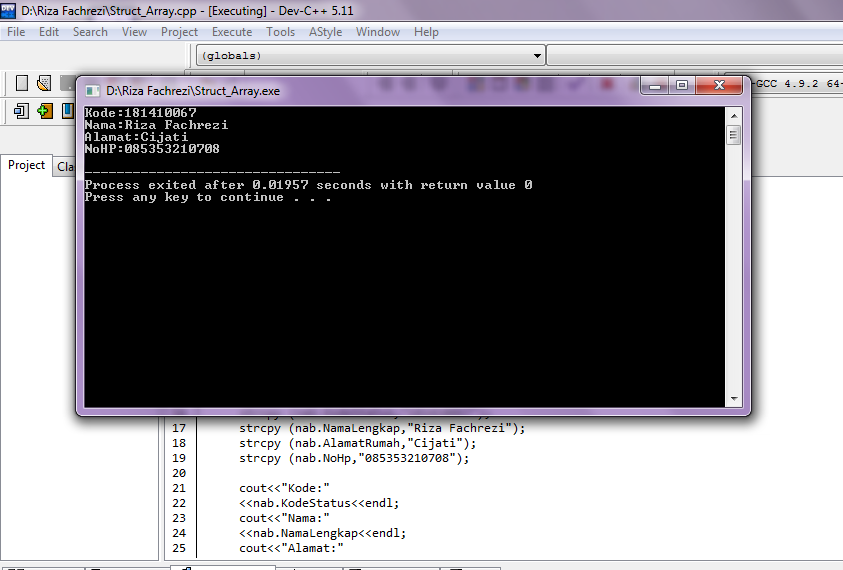 D:\Riza Fachrezi\Struct_Array.cpp - [Executing] - Dev-C++ 5.11
File Edit Search View Project Execute Tools AStyle Window Help
(globals)
D:\Riza Fachrezi\Struct_Array.exe
-GCC 4.9.2 64-
Kode:181410067
Nama:Riza Fachrezi
Alamat:Cijati
NoHP:085353210708
--------------------------------
Process exited after 0.01957 seconds with return value 0
Press any key to continue . . .
Project Cla
17 strcpy (nab.NamaLengkap,"Riza Fachrezi");
18 strcpy (nab.AlamatRumah,"Cijati");
19 strcpy (nab.NoHp,"085353210708");
20
21 cout<<"Kode:"
22 <<nab.KodeStatus<<endl;
23 cout<<"Nama:"
24 <<nab.NamaLengkap<<endl;
25 cout<<"Alamat:"